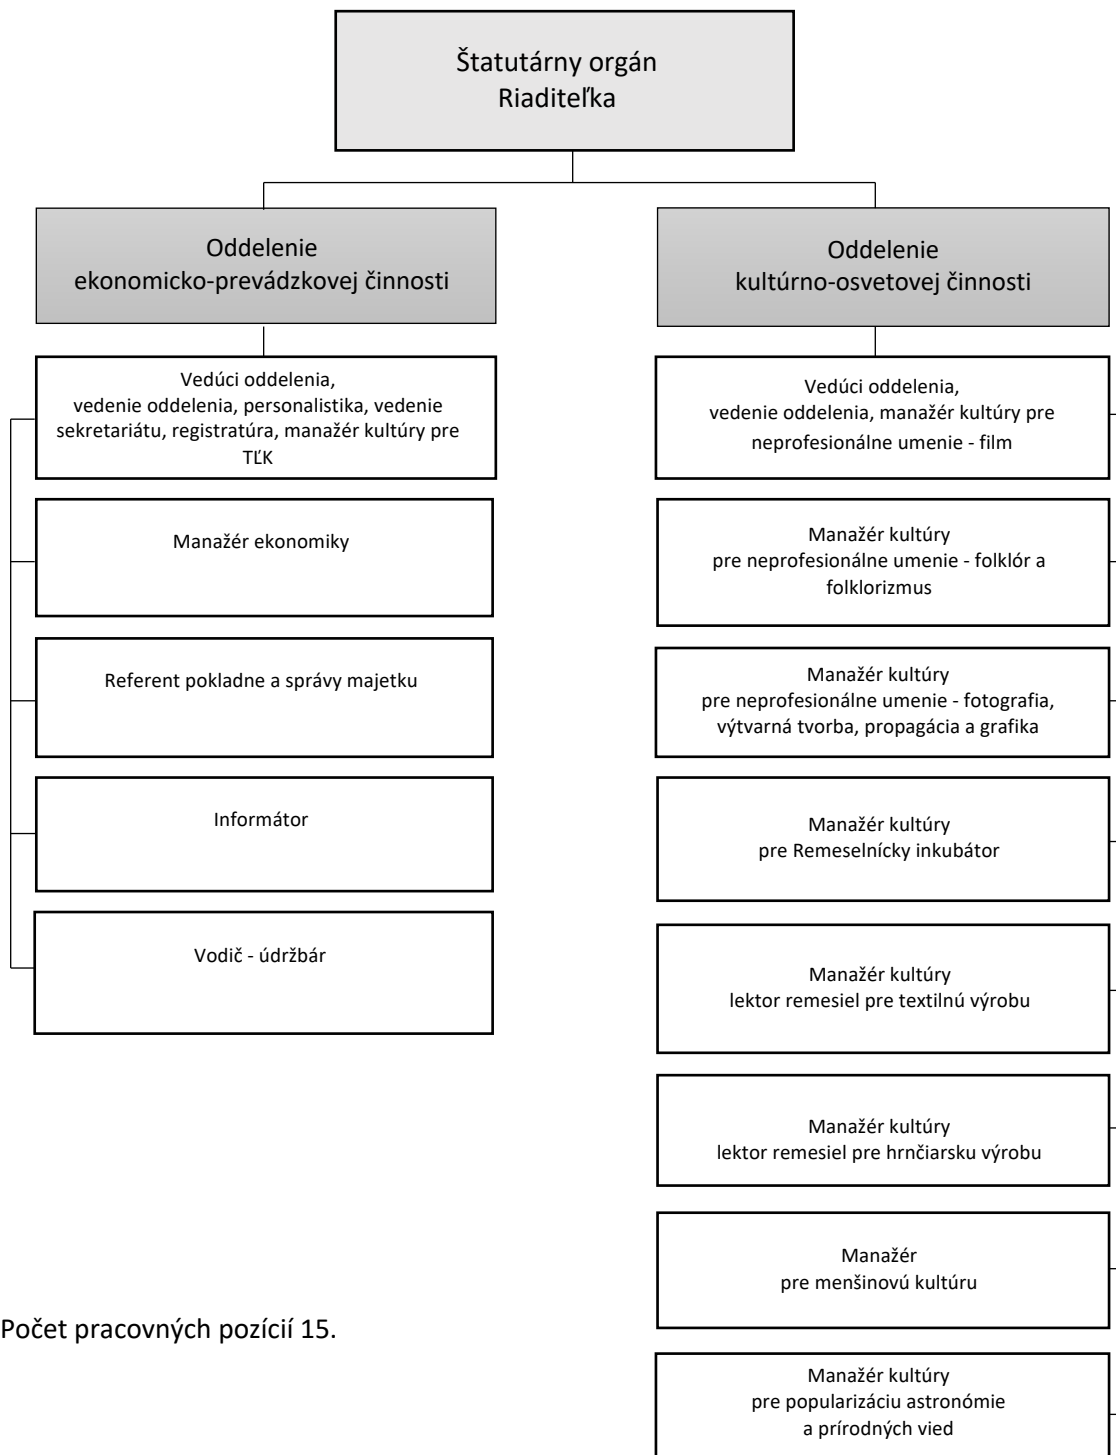 Štatutárny orgán
Riaditeľka
Oddelenie
ekonomicko-prevádzkovej činnosti
Vedúci oddelenia,
vedenie oddelenia, personalistika, vedenie
sekretariátu, registratúra, manažér kultúry pre
TĽK
Manažér ekonomiky
Referent pokladne a správy majetku
Informátor
Vodič - údržbár
Oddelenie
kultúrno-osvetovej činnosti
Vedúci oddelenia,
vedenie oddelenia, manažér kultúry pre
neprofesionálne umenie - film
Manažér kultúry
pre neprofesionálne umenie - folklór a
folklorizmus
Manažér kultúry
pre neprofesionálne umenie - fotografia,
výtvarná tvorba, propagácia a grafika
Manažér kultúry
pre Remeselnícky inkubátor
Manažér kultúry
lektor remesiel pre textilnú výrobu
Manažér kultúry
lektor remesiel pre hrnčiarsku výrobu
Manažér
pre menšinovú kultúru
Manažér kultúry
pre popularizáciu astronómie
a prírodných vied
Počet pracovných pozícií 15.